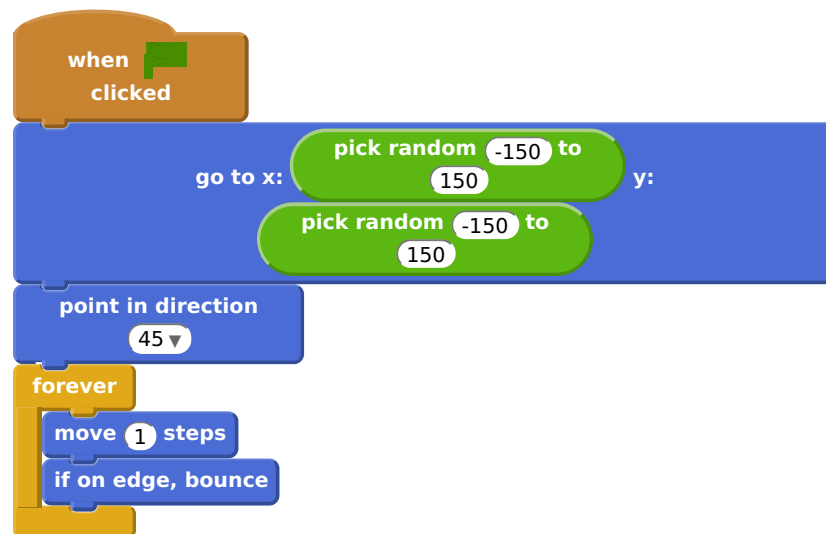 when
clicked
pick random -150 to
go to x: 150 y:
pick random -150 to
150
point in direction
45 ▼
forever
move 1 steps
if on edge, bounce